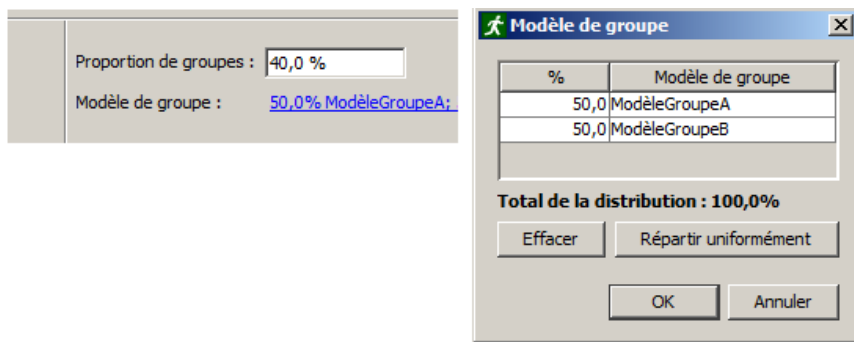 Proportion de groupes : 40,0 %
Modèle de groupe : 50,0% ModèleGroupeA;
Modèle de groupe
% Modèle de groupe
50,0 ModèleGroupeA
50,0 ModèleGroupeB
Total de la distribution : 100,0%
Effacer Répartir uniformément
OK Annuler